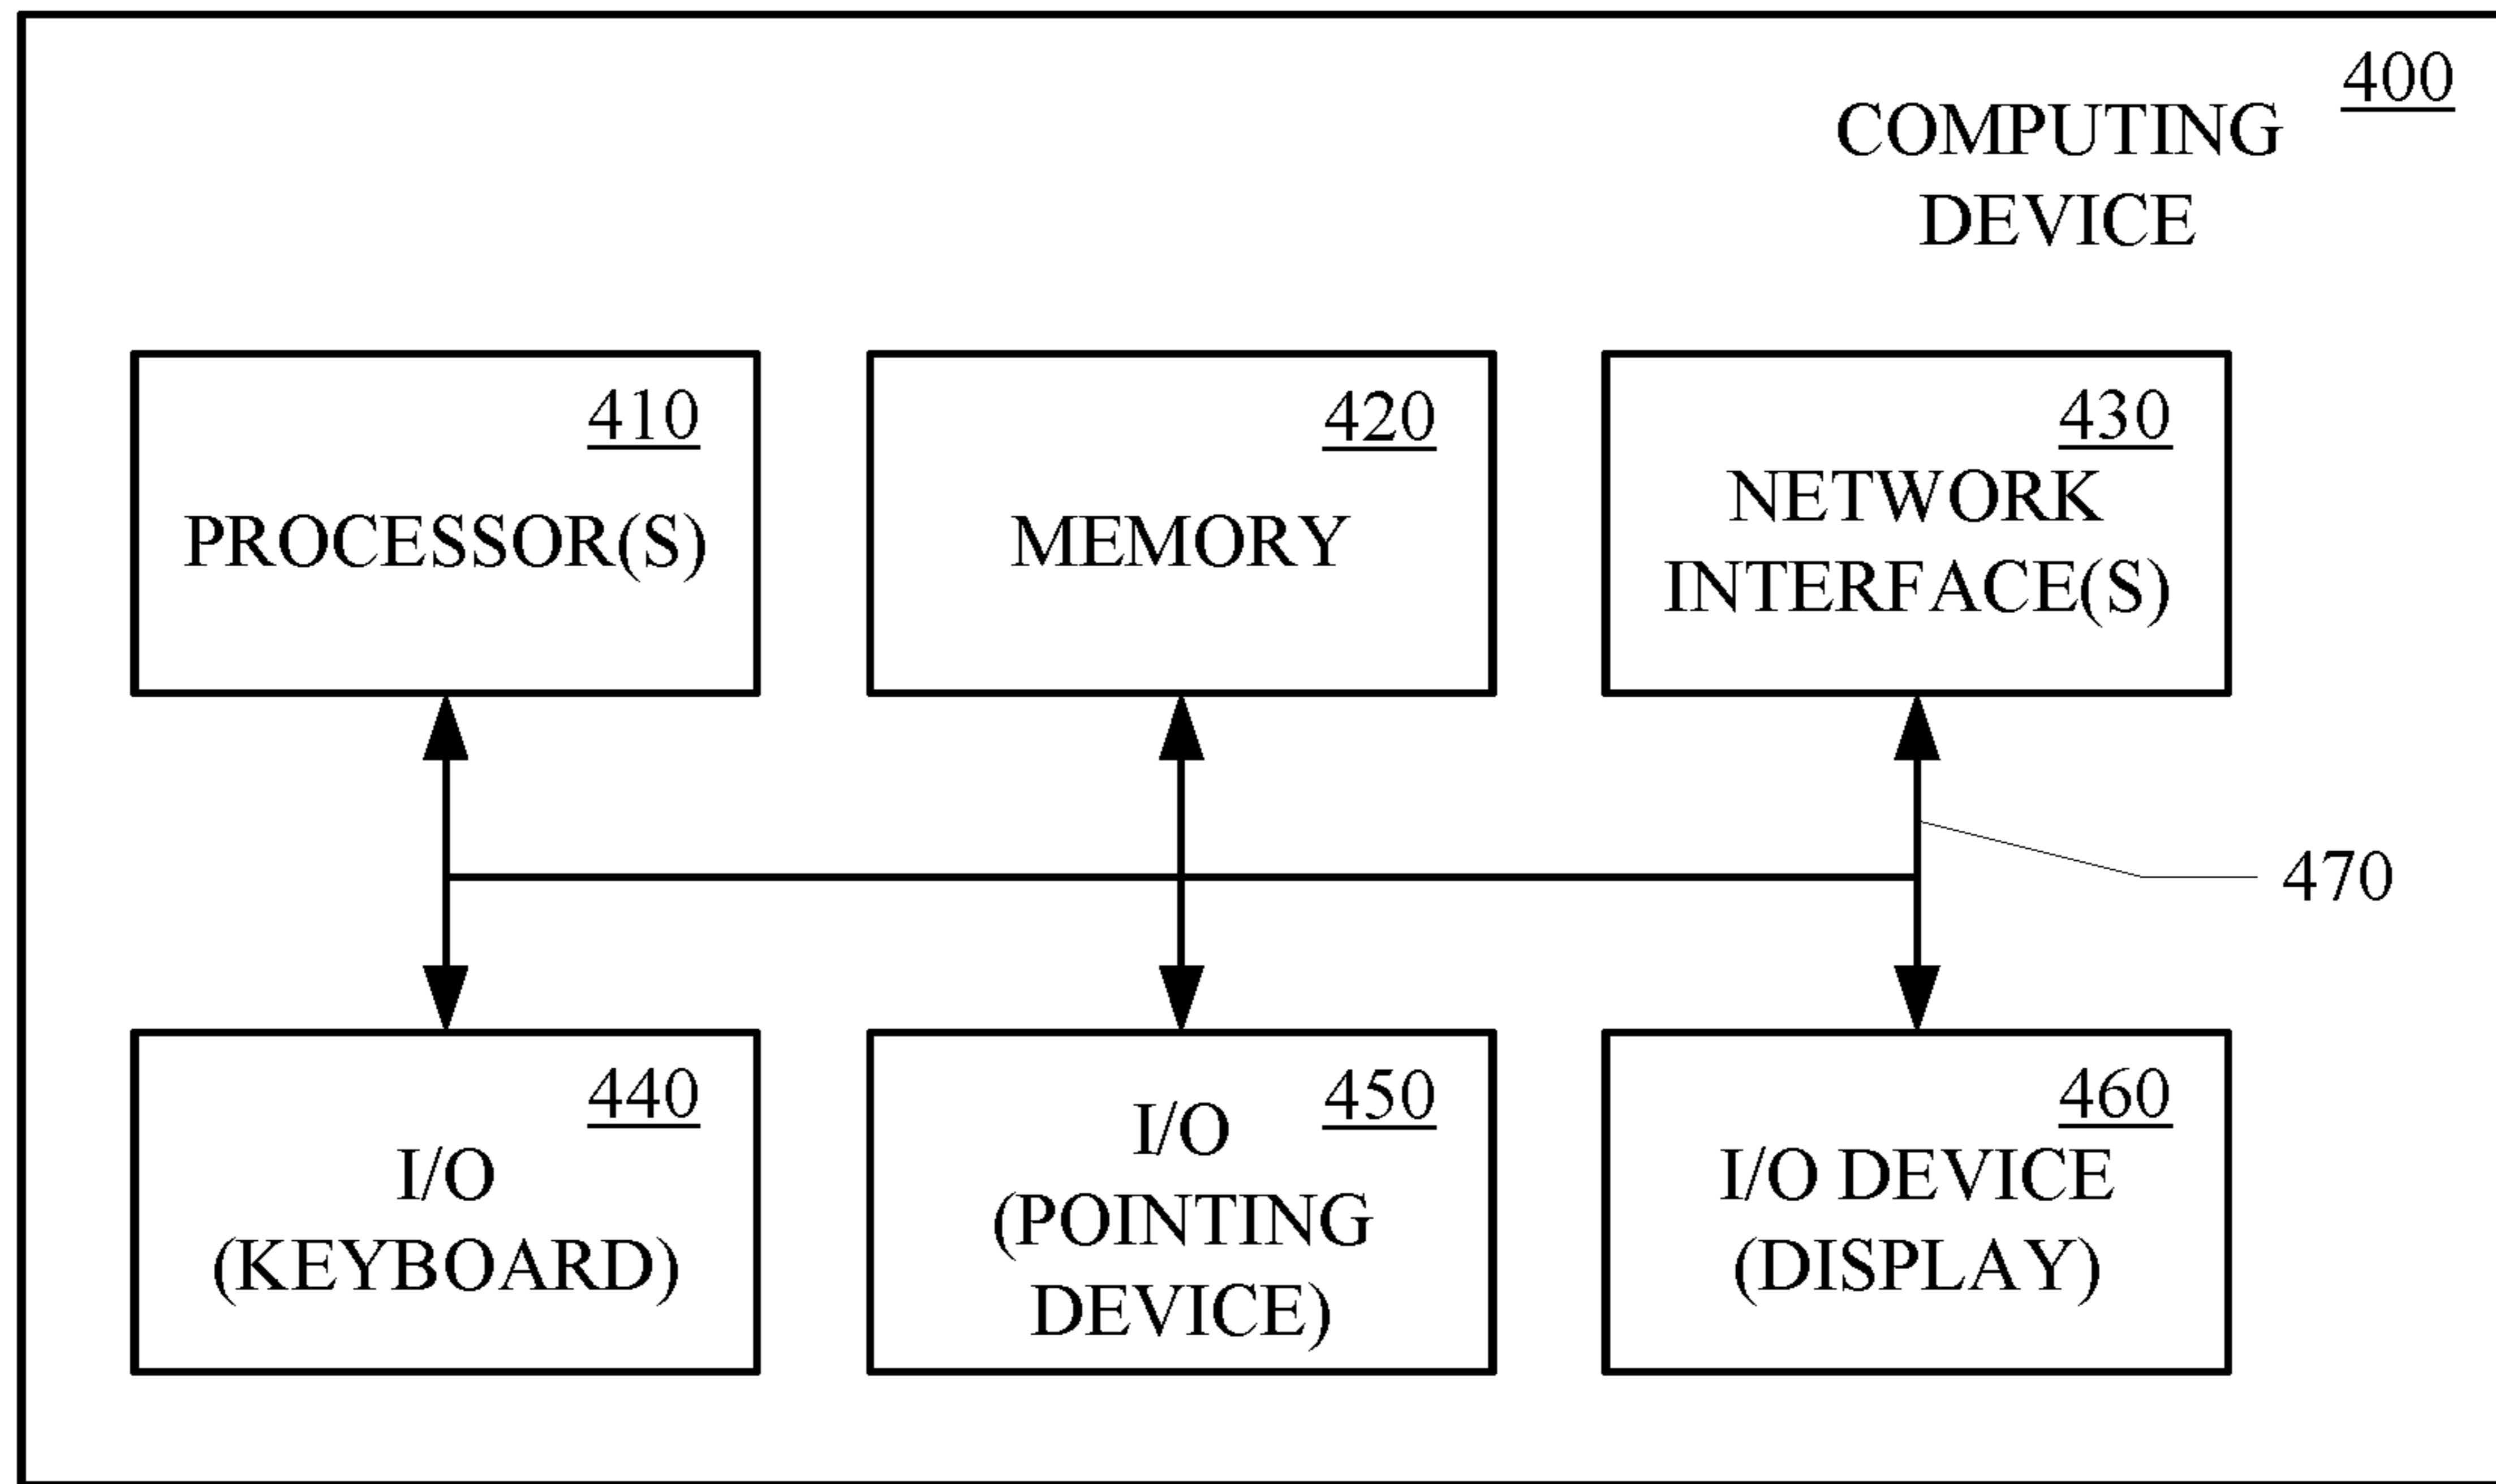 400
COMPUTING
DEVICE
410
PROCESSOR(S)
420
MEMORY
430
NETWORK
INTERFACE(S)
470
440
I/O
(KEYBOARD)
450
I/O
(POINTING
DEVICE)
460
I/O DEVICE
(DISPLAY)